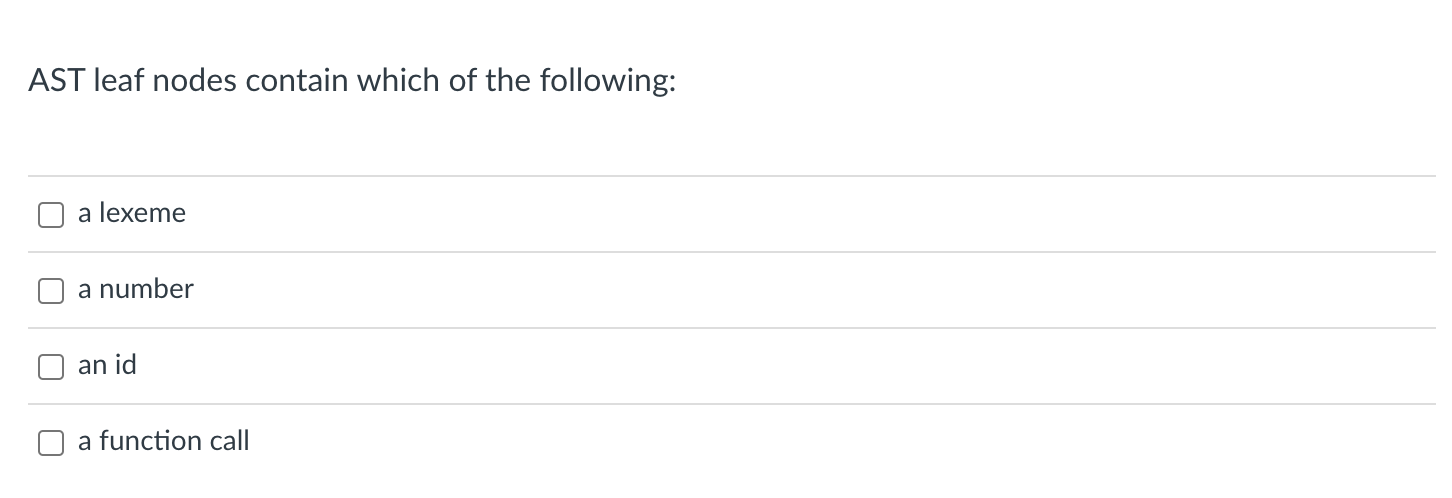 AST leaf nodes contain which of the following:
a lexeme
a number
an id
a function call